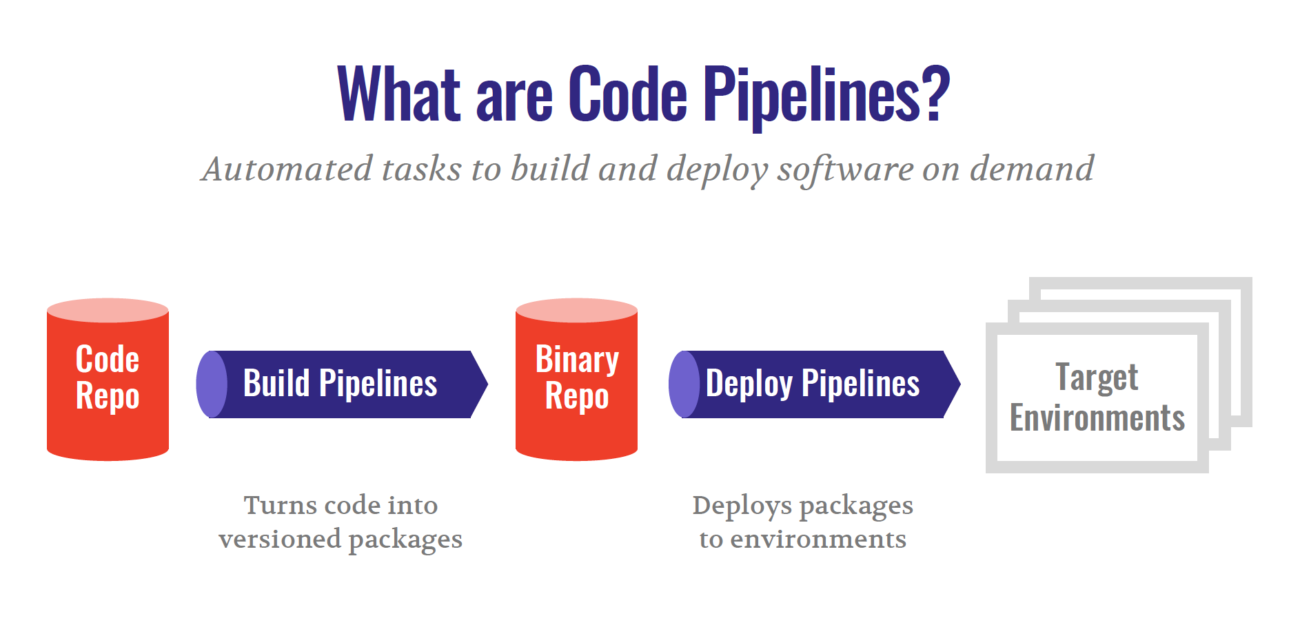 What are Code Pipelines?
Automated tasks to build and deploy software on demand
Code
Repo
Build Pipelines
Binary
Repo
Deploy Pipelines
Target
Environments
Turns code into
versioned packages
Deploys packages
to environments